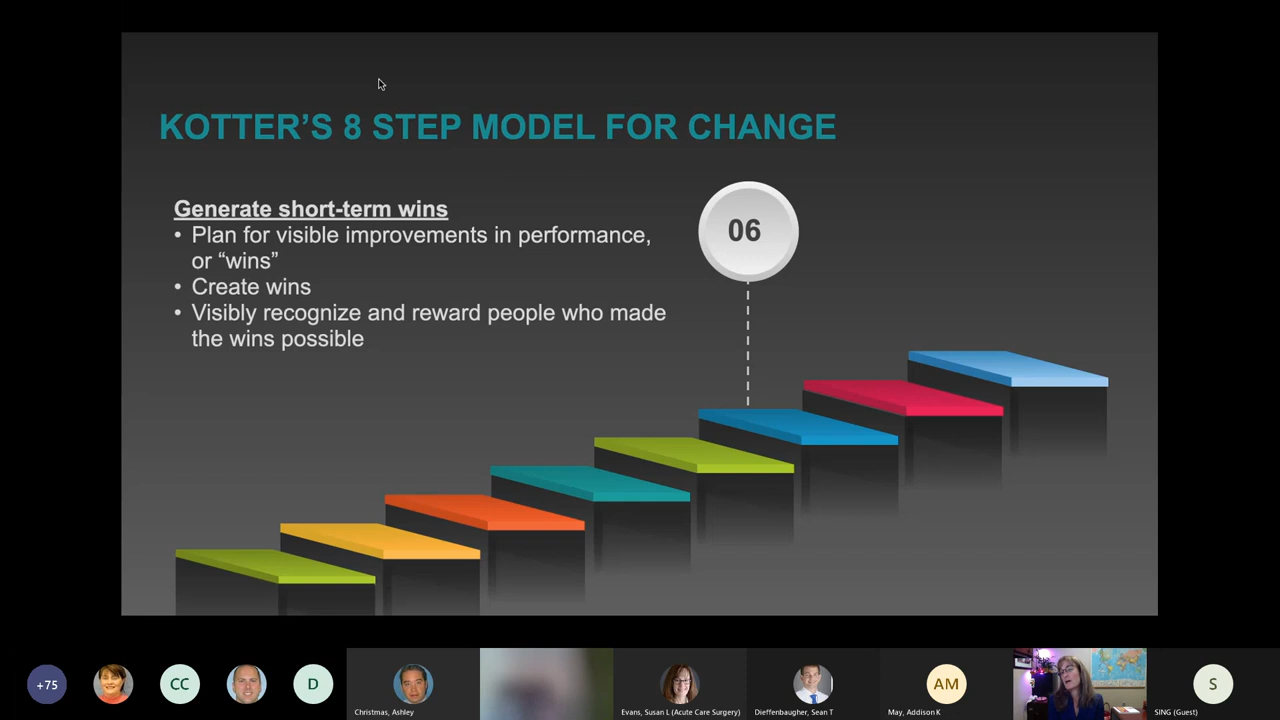 KOTTER’S 8 STEP MODEL FOR CHANGE
Generate short-term wins
• Plan for visible improvements in performance,
or “wins”
• Create wins
• Visibly recognize and reward people who made
the wins possible
06
+75
CC
D
Christmas, Ashley
Evans, Susan L (Acute Care Surgery)
Dieffenbaugher, Sean T
AM
May, Addison K
S
SING (Guest)